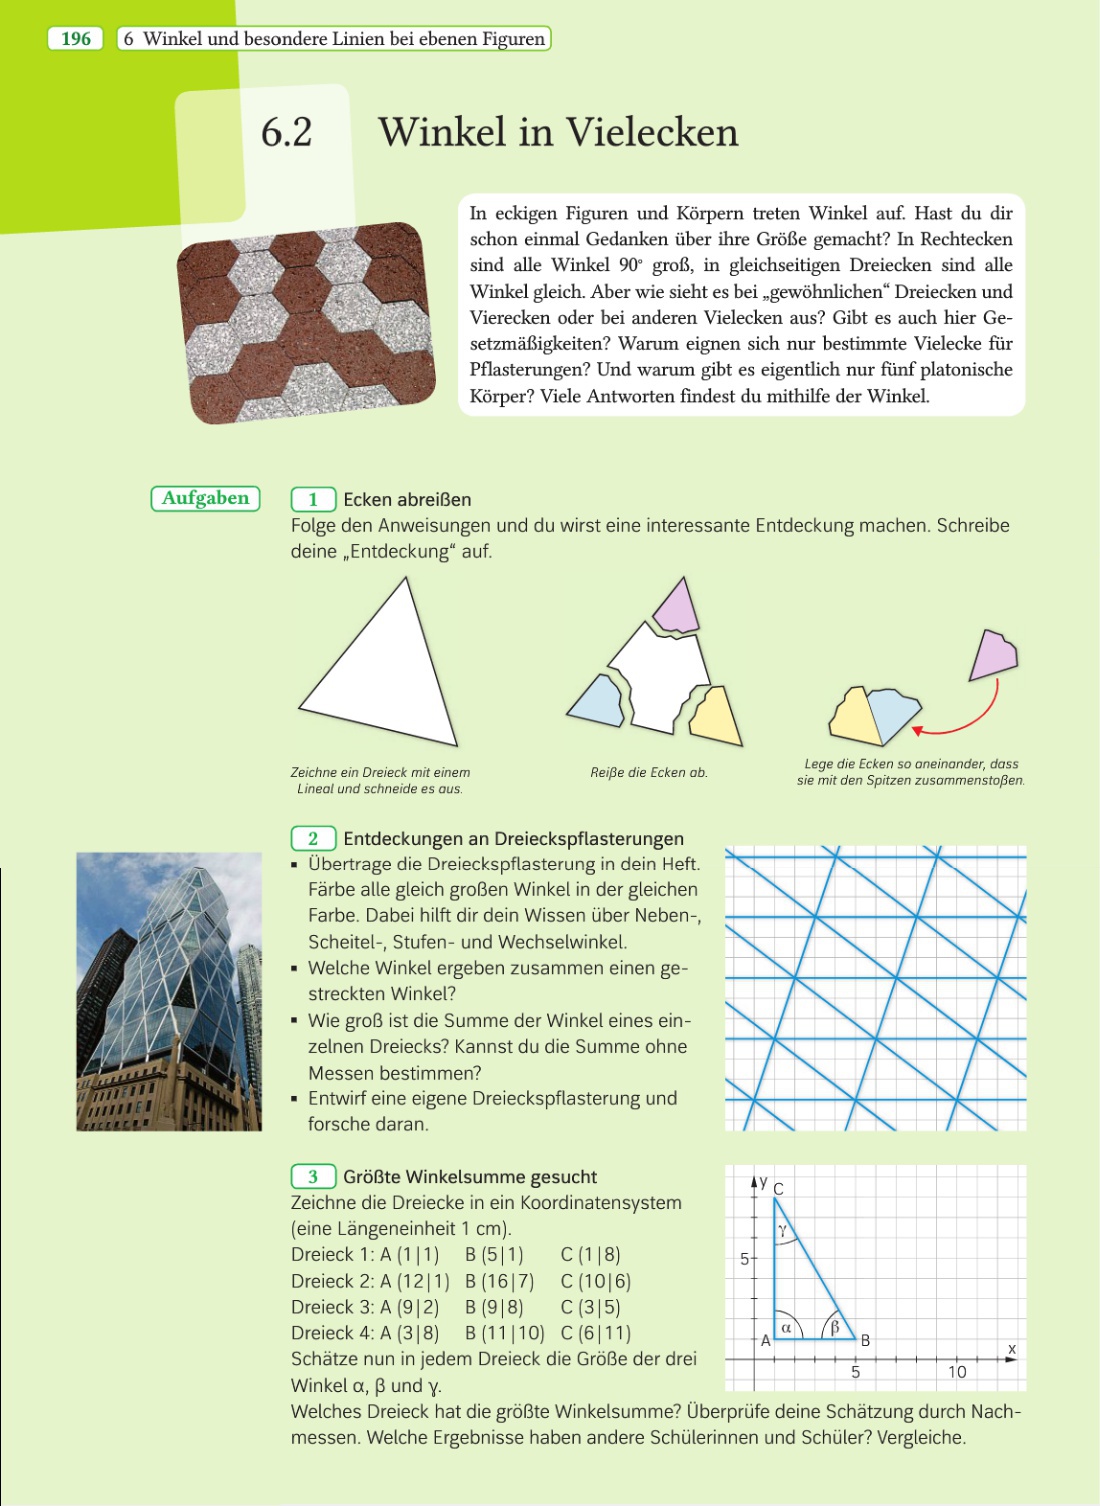 196
6 Winkel und besondere Linien bei ebenen Figuren
6.2 Winkel in Vielecken
In eckigen Figuren und Körpern treten Winkel auf. Hast du dir
schon einmal Gedanken über ihre Größe gemacht? In Rechtecken
sind alle Winkel 90° groß, in gleichseitigen Dreiecken sind alle
Winkel gleich. Aber wie sieht es bei „gewöhnlichen“ Dreiecken und
Vierecken oder bei anderen Vielecken aus? Gibt es auch hier Ge-
setzmäßigkeiten? Warum eignen sich nur bestimmte Vielecke für
Pflasterungen? Und warum gibt es eigentlich nur fünf platonische
Körper? Viele Antworten findest du mithilfe der Winkel.
Aufgaben
1 Ecken abreißen
Folge den Anweisungen und du wirst eine interessante Entdeckung machen. Schreibe
deine „Entdeckung“ auf.
Zeichne ein Dreieck mit einem
Lineal und schneide es aus.
Reiße die Ecken ab.
Lege die Ecken so aneinander, dass
sie mit den Spitzen zusammenstoßen.
2 Entdeckungen an Dreieckspflasterungen
▪ Übertrage die Dreieckspflasterung in dein Heft.
Färbe alle gleich großen Winkel in der gleichen
Farbe. Dabei hilft dir dein Wissen über Neben-,
Scheitel-, Stufen- und Wechselwinkel.
▪ Welche Winkel ergeben zusammen einen ge-
streckten Winkel?
▪ Wie groß ist die Summe der Winkel eines ein-
zelnen Dreiecks? Kannst du die Summe ohne
Messen bestimmen?
▪ Entwirf eine eigene Dreieckspflasterung und
forsche daran.
3 Größte Winkelsumme gesucht
Zeichne die Dreiecke in ein Koordinatensystem
(eine Längeneinheit 1 cm).
Dreieck 1: A (1|1) B (5|1) C (1|8)
Dreieck 2: A (12|1) B (16|7) C (10|6)
Dreieck 3: A (9|2) B (9|8) C (3|5)
Dreieck 4: A (3|8) B (11|10) C (6|11)
Schätze nun in jedem Dreieck die Größe der drei
Winkel α, β und γ.
Welches Dreieck hat die größte Winkelsumme? Überprüfe deine Schätzung durch Nach-
messen. Welche Ergebnisse haben andere Schülerinnen und Schüler? Vergleiche.
y
C
γ
5
α
β
A
B
x
5
10